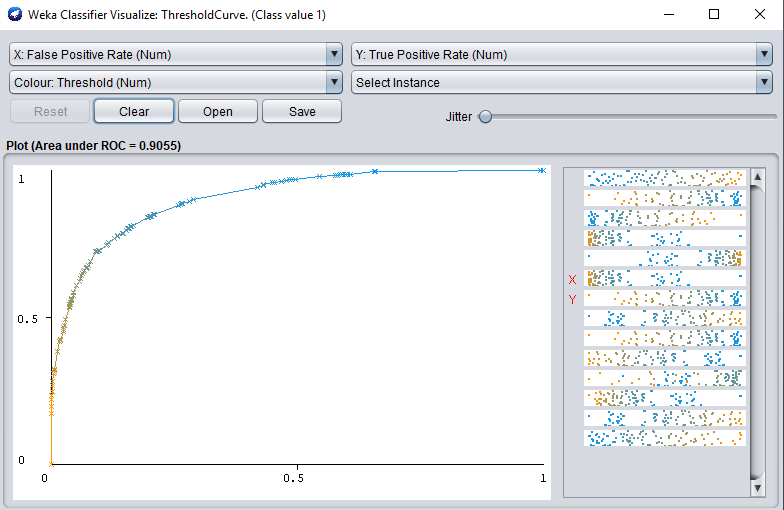 Weka Classifier Visualize: ThresholdCurve. (Class value 1)
X: False Positive Rate (Num) Y: True Positive Rate (Num)
Colour: Threshold (Num) Select Instance
Reset Clear Open Save Jitter
Plot (Area under ROC = 0.9055)
1
0.5
0
0 0.5 1
X
Y